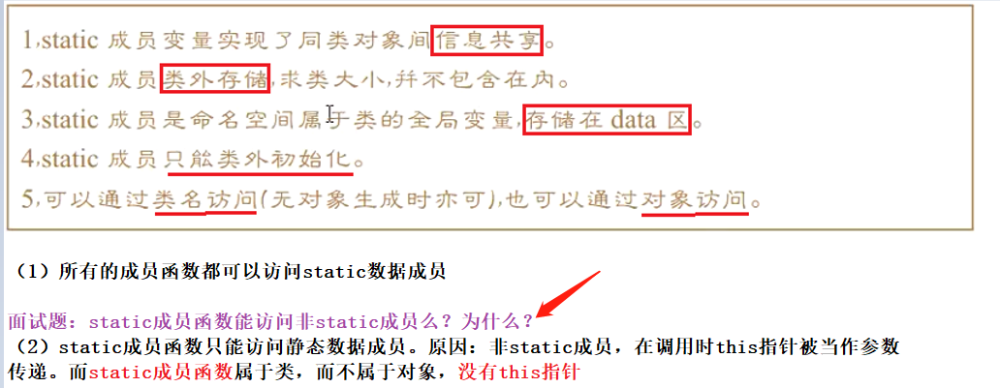 1,static 成员变量实现了同类对象间信息共享。
2,static 成员类外存储,求类大小,并不包含在内。
3,static 成员是命名空间属于类的全局变量,存储在 data 区。
4,static 成员只能类外初始化。
5,可以通过类名访问(无对象生成时亦可),也可以通过对象访问。
（1）所有的成员函数都可以访问static数据成员
面试题：static成员函数能访问非static成员么？为什么？
（2）static成员函数只能访问静态数据成员。原因：非static成员，在调用时this指针被当作参数
传递。而static成员函数属于类，而不属于对象，没有this指针